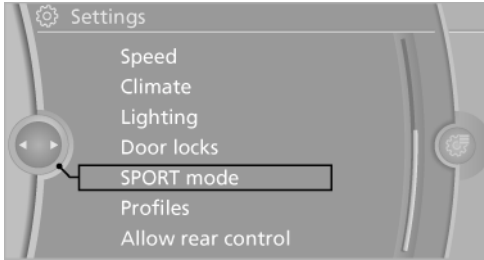 Settings
Speed
Climate
Lighting
Door locks
SPORT mode
Profiles
Allow rear control